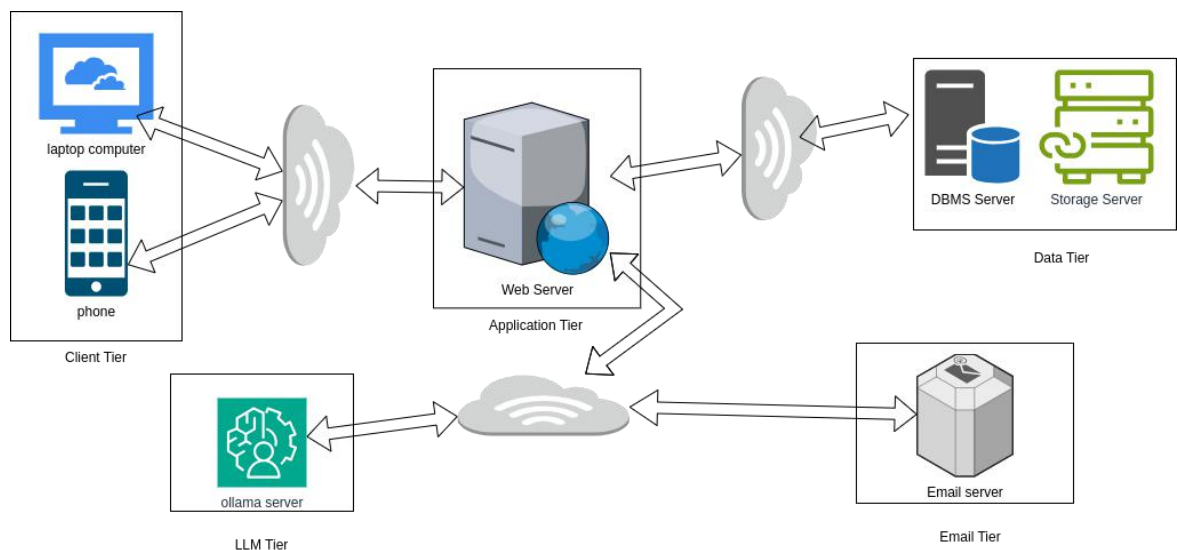 laptop computer
phone
Client Tier
Web Server
Application Tier
DBMS Server
Storage Server
Data Tier
ollama server
LLM Tier
Email server
Email Tier